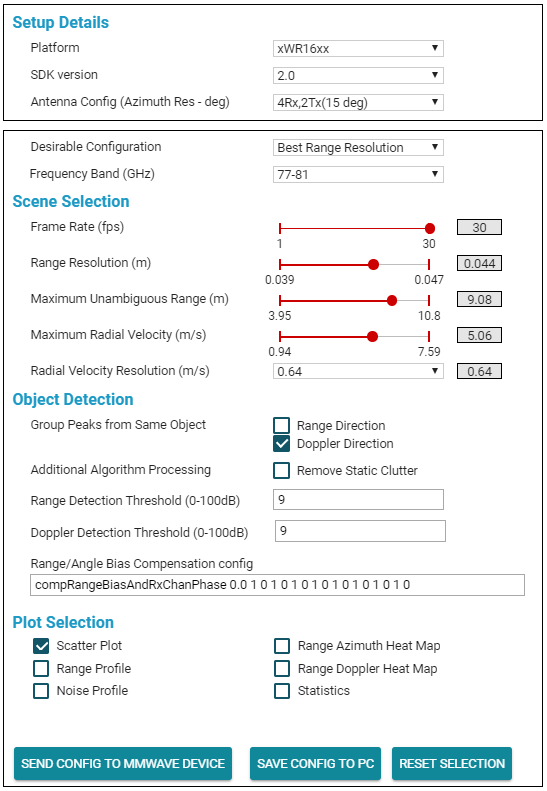 Setup Details
Platform xWR16xx
SDK version 2.0
Antenna Config (Azimuth Res - deg) 4Rx,2Tx(15 deg)
Desirable Configuration Best Range Resolution
Frequency Band (GHz) 77-81
Scene Selection
Frame Rate (fps) 30
1 30
Range Resolution (m) 0.044
0.039 0.047
Maximum Unambiguous Range (m) 9.08
3.95 10.8
Maximum Radial Velocity (m/s) 5.06
0.94 7.59
Radial Velocity Resolution (m/s) 0.64 0.64
Object Detection
Group Peaks from Same Object Range Direction
Doppler Direction
Additional Algorithm Processing Remove Static Clutter
Range Detection Threshold (0-100dB) 9
Doppler Detection Threshold (0-100dB) 9
Range/Angle Bias Compensation config
compRangeBiasAndRxChanPhase 0.0 1 0 1 0 1 0 1 0 1 0 1 0 1 0 1 0
Plot Selection
Scatter Plot Range Azimuth Heat Map
Range Profile Range Doppler Heat Map
Noise Profile Statistics
SEND CONFIG TO MMWAVE DEVICE SAVE CONFIG TO PC RESET SELECTION